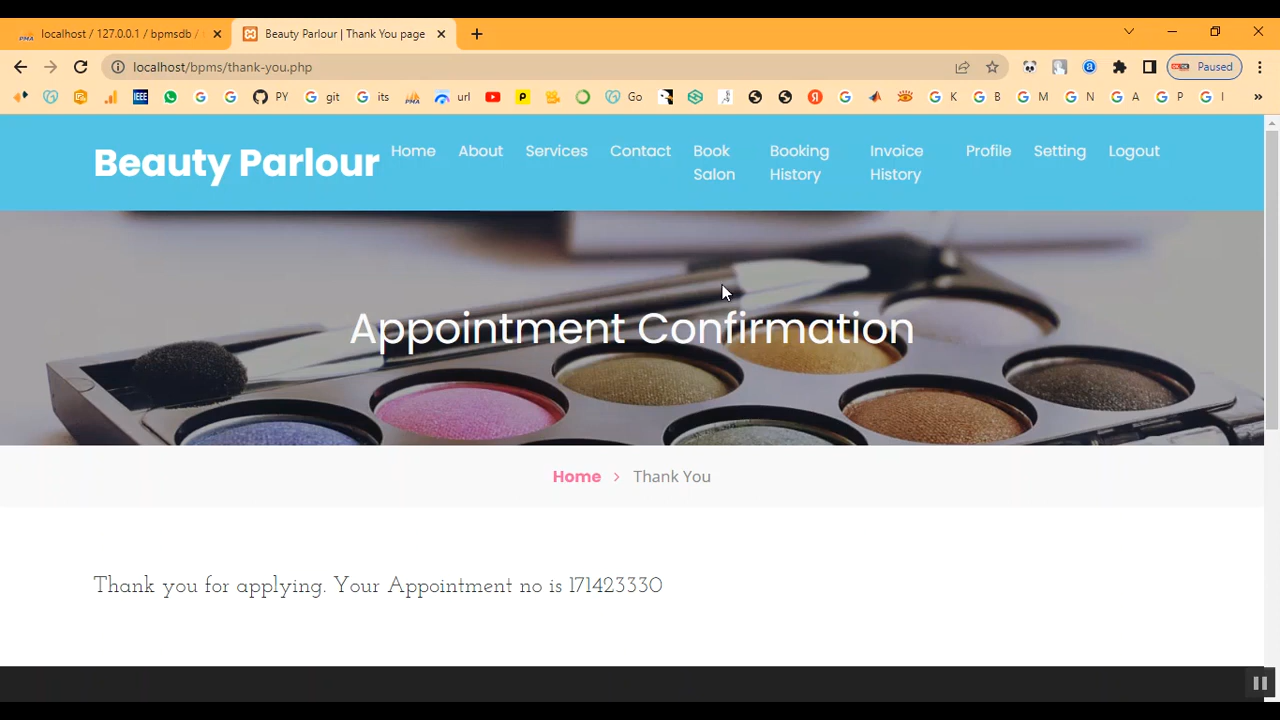 localhost / 127.0.0.1 / bpmsdb /
Beauty Parlour | Thank You page
localhost/bpms/thank-you.php
Paused
IEEE
PY
git
its
url
Go
K
B
M
N
A
P
I
»
Beauty Parlour
Home
About
Services
Contact
Book
Salon
Booking
History
Invoice
History
Profile
Setting
Logout
Appointment Confirmation
Home > Thank You
Thank you for applying. Your Appointment no is 171423330